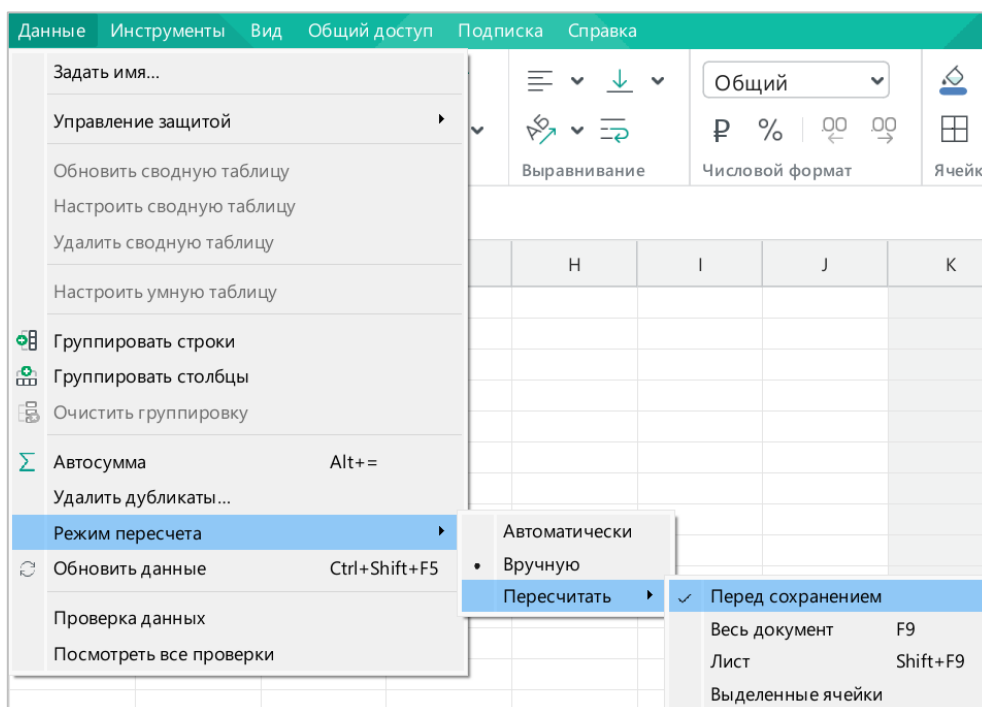 Данные Инструменты Вид Общий доступ Подписка Справка
Задать имя...
Управление защитой
Обновить сводную таблицу
Настроить сводную таблицу
Удалить сводную таблицу
Настроить умную таблицу
Группировать строки
Группировать столбцы
Очистить группировку
Автосумма Alt+=
Удалить дубликаты...
Режим пересчета
Обновить данные Ctrl+Shift+F5
Проверка данных
Посмотреть все проверки
Общий
АБ
₽ % 00 00
Выравнивание Числовой формат Ячейк
H I J K
Автоматически
Вручную
Пересчитать
Перед сохранением
Весь документ F9
Лист Shift+F9
Выделенные ячейки